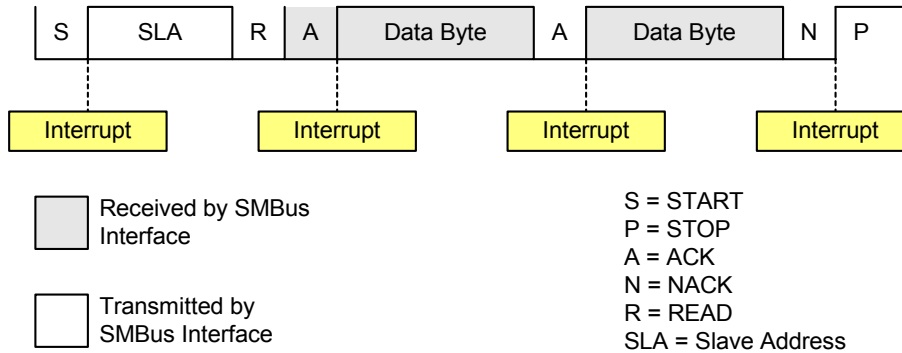 S SLA R A Data Byte A Data Byte N P
Interrupt Interrupt Interrupt Interrupt
Received by SMBus
Interface
Transmitted by
SMBus Interface
S = START
P = STOP
A = ACK
N = NACK
R = READ
SLA = Slave Address